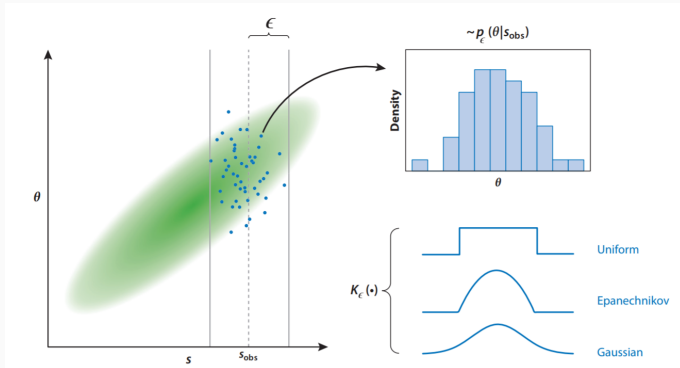 ϵ
θ
s
s_obs
~p_ϵ (θ|s_obs)
Density
θ
K_ϵ (•)
Uniform
Epanechnikov
Gaussian